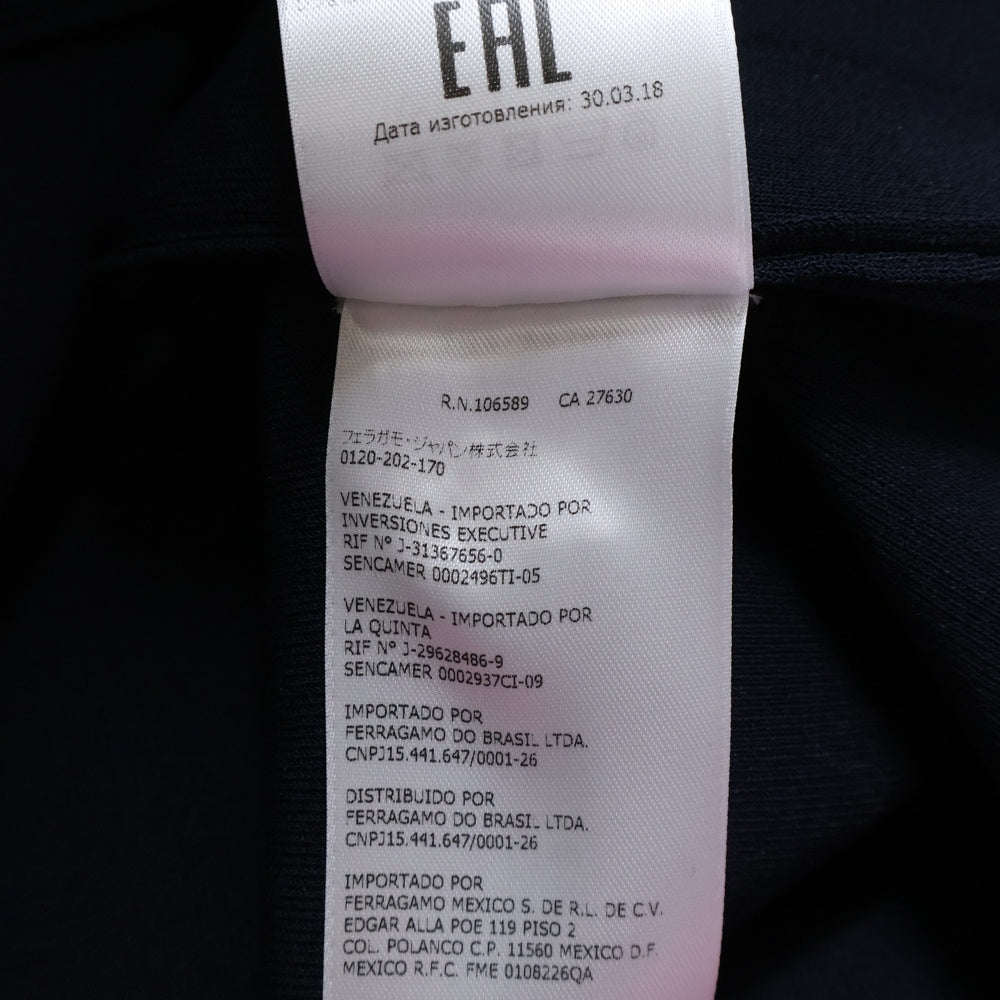 EAC
Дата изготовления: 30.03.18
R.N.106589 CA 27630
フェラガモ・ジャパン株式会社
0120-202-170
VENEZUELA - IMPORTADO POR
INVERSIONES EXECUTIVE
RIF N° J-31367656-0
SENCAMER 0002496TI-05
VENEZUELA - IMPORTADO POR
LA QUINTA
RIF N° J-29628486-9
SENCAMER 0002937CI-09
IMPORTADO POR
FERRAGAMO DO BRASIL LTDA.
CNPJ15.441.647/0001-26
DISTRIBUIDO POR
FERRAGAMO DO BRASIL LTDA.
CNPJ15.441.647/0001-26
IMPORTADO POR
FERRAGAMO MEXICO S. DE R.L. DE C.V.
EDGAR ALLA POE 119 PISO 2
COL. POLANCO C.P. 11560 MEXICO D.F.
MEXICO R.F.C. FME 0108226QA